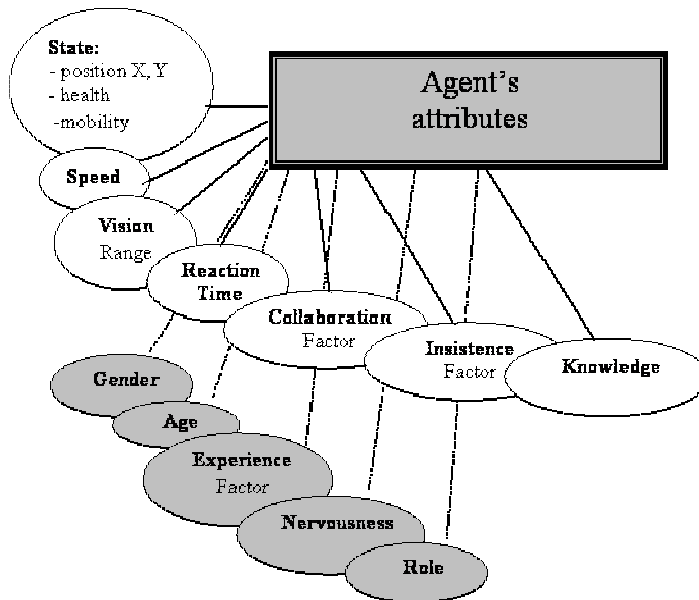 State:
- position X, Y
- health
-mobility
Agent's
attributes
Speed
Vision
Range
Reaction
Time
Collaboration
Factor
Insistence
Factor
Knowledge
Gender
Age
Experience
Factor
Nervousness
Role